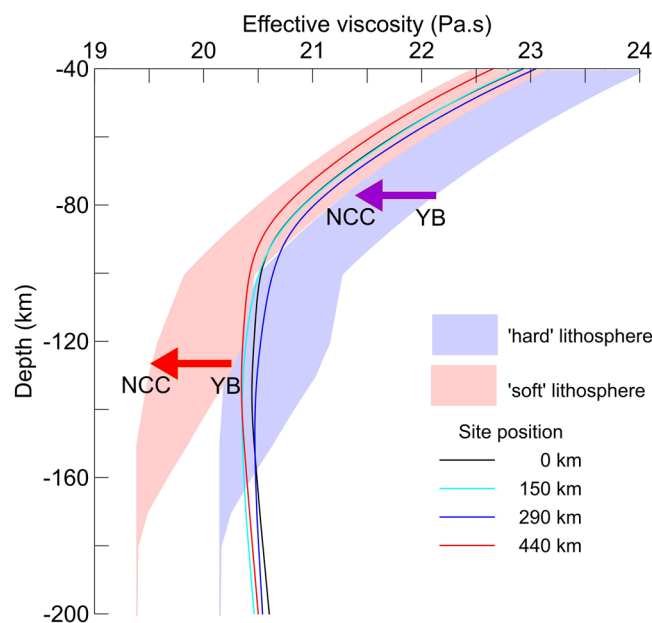 Effective viscosity (Pa.s)
19 20 21 22 23 24
-40
-80
-120
-160
-200
Depth (km)
NCC YB
NCC YB
'hard' lithosphere
'soft' lithosphere
Site position
0 km
150 km
290 km
440 km